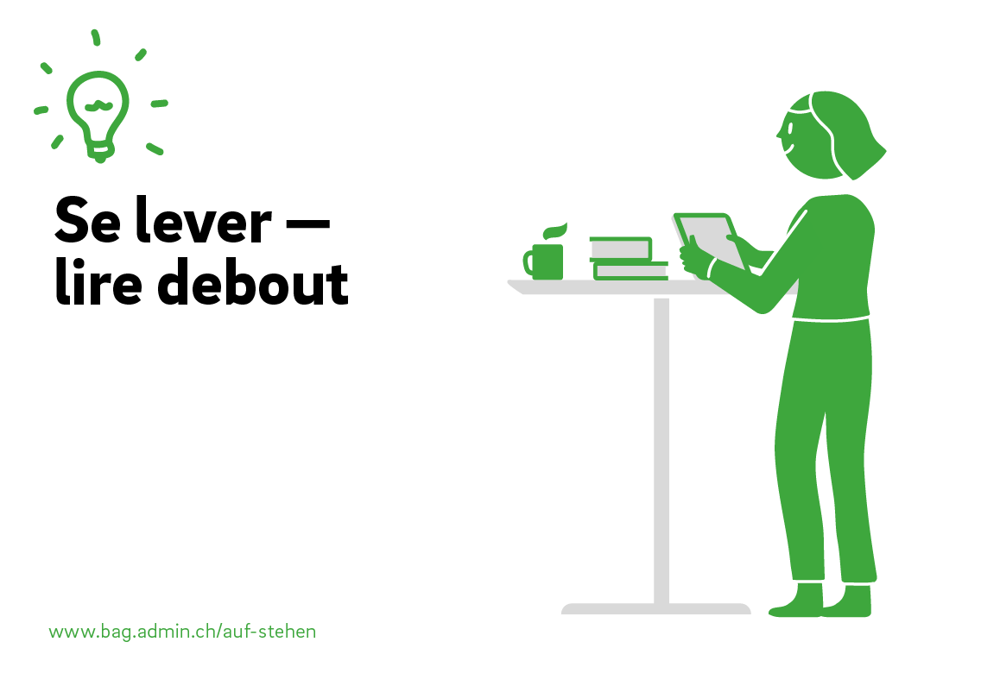 Se lever —
lire debout
www.bag.admin.ch/auf-stehen